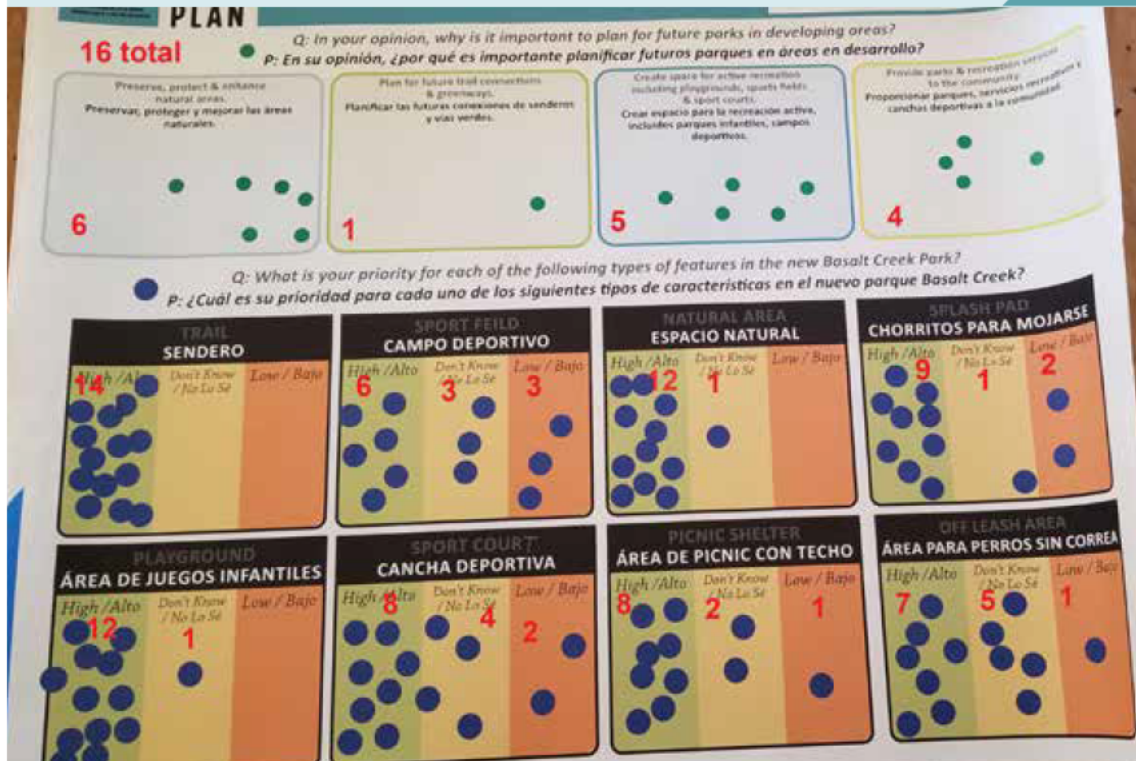 PLAN
16 total
Q: In your opinion, why is it important to plan for future parks in developing areas?
P: En su opinión, ¿por qué es importante planificar futuros parques en áreas en desarrollo?
Preserve, protect & enhance
natural areas.
Preservar, proteger y mejorar las áreas
naturales.
6
Plan for future trail connections
& greenways.
Planificar las futuras conexiones de senderos
y vías verdes.
1
Create space for active recreation
including playgrounds, sports fields
& sport courts.
Crear espacio para la recreación activa,
incluidos parques infantiles, campos
deportivos.
5
Provide parks & recreation services
to the community.
Proporcionar parques, servicios recreativos y
canchas deportivas a la comunidad.
4
Q: What is your priority for each of the following types of features in the new Basalt Creek Park?
P: ¿Cuál es su prioridad para cada uno de los siguientes tipos de características en el nuevo parque Basalt Creek?
TRAIL
SENDERO
High /Alto
Don't Know
/ No Lo Sé
Low / Bajo
14
SPORT FEILD
CAMPO DEPORTIVO
High /Alto
Don't Know
/ No Lo Sé
Low / Bajo
6
3
3
NATURAL AREA
ESPACIO NATURAL
High /Alto
Don't Know
/ No Lo Sé
Low / Bajo
12
1
SPLASH PAD
CHORRITOS PARA MOJARSE
High /Alto
Don't Know
/ No Lo Sé
Low / Bajo
9
1
2
PLAYGROUND
ÁREA DE JUEGOS INFANTILES
High /Alto
Don't Know
/ No Lo Sé
Low / Bajo
12
1
SPORT COURT
CANCHA DEPORTIVA
High /Alto
Don't Know
/ No Lo Sé
Low / Bajo
8
4
2
PICNIC SHELTER
ÁREA DE PICNIC CON TECHO
High /Alto
Don't Know
/ No Lo Sé
Low / Bajo
8
2
1
OFF LEASH AREA
ÁREA PARA PERROS SIN CORREA
High /Alto
Don't Know
/ No Lo Sé
Low / Bajo
7
5
1